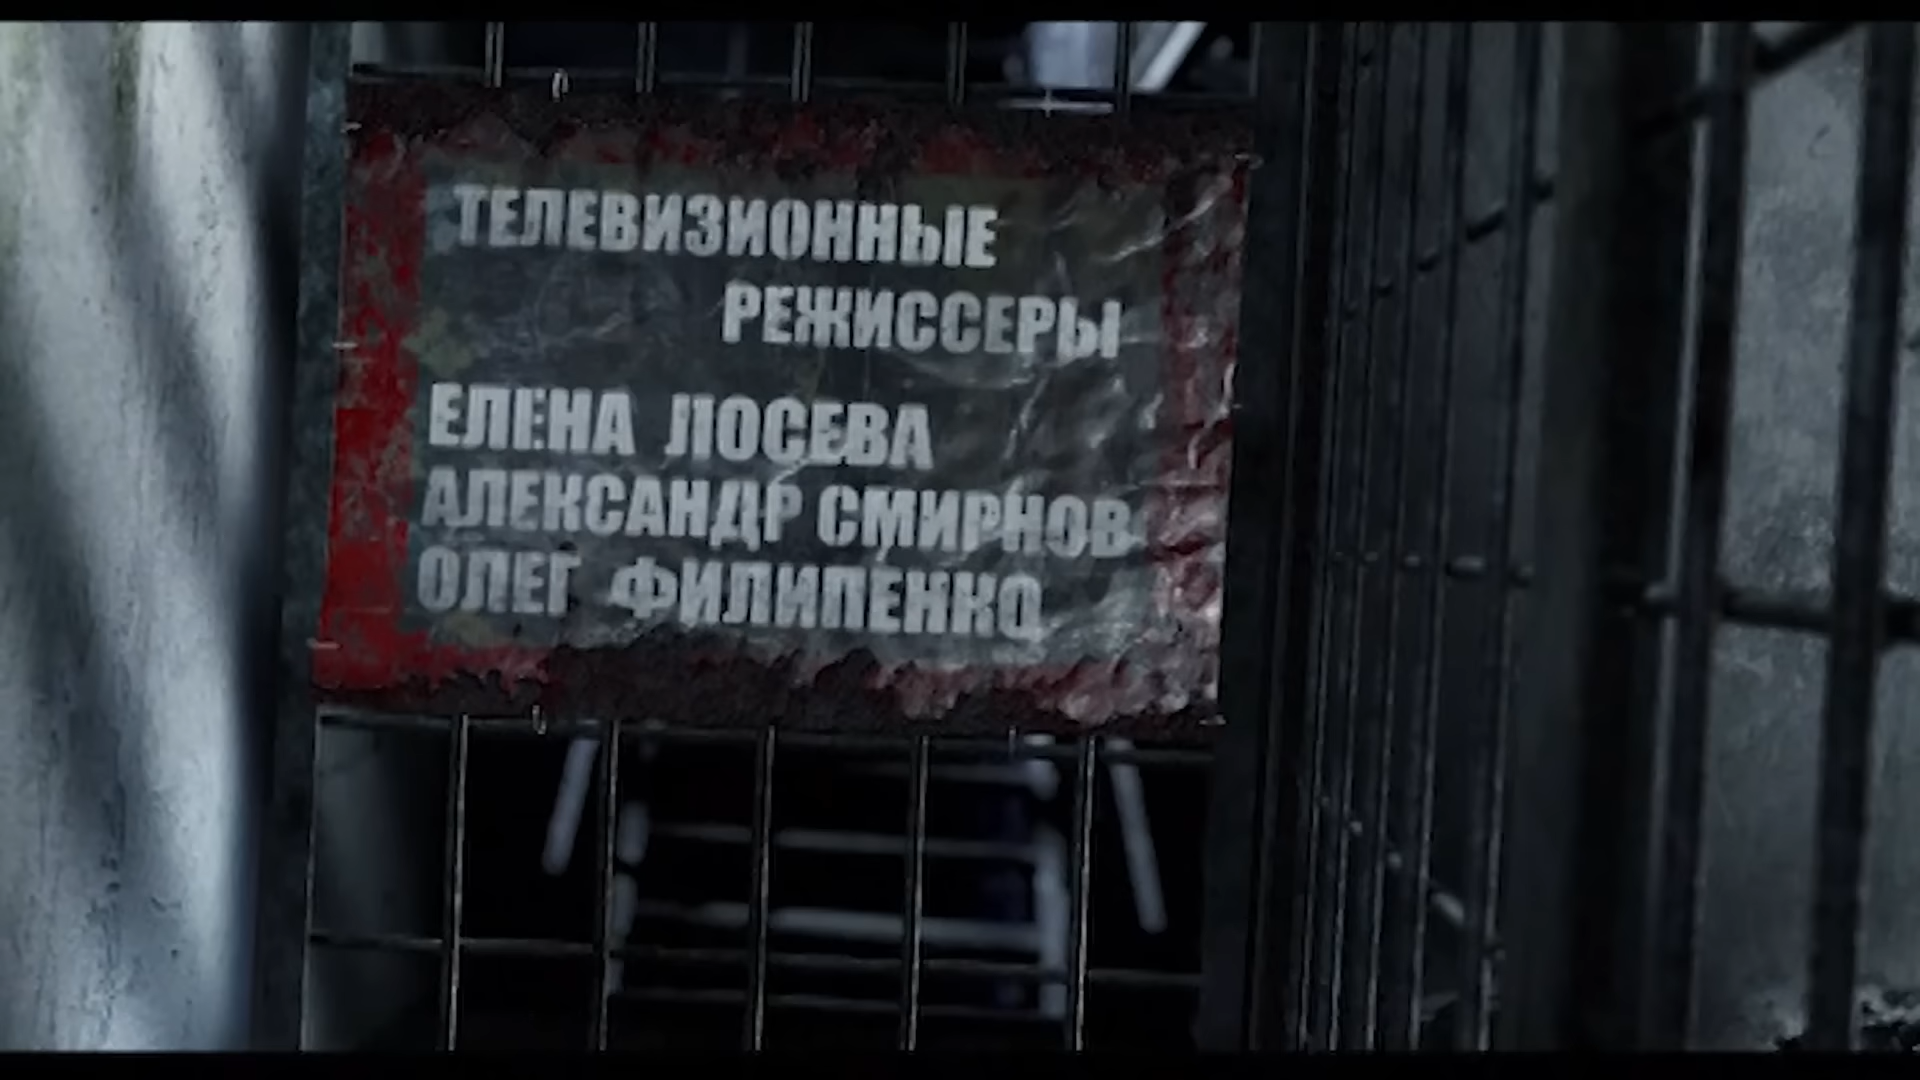 ТЕЛЕВИЗИОННЫЕ
РЕЖИССЕРЫ
ЕЛЕНА ЛОСЕВА
АЛЕКСАНДР СМИРНОВ
ОЛЕГ ФИЛИПЕНКО